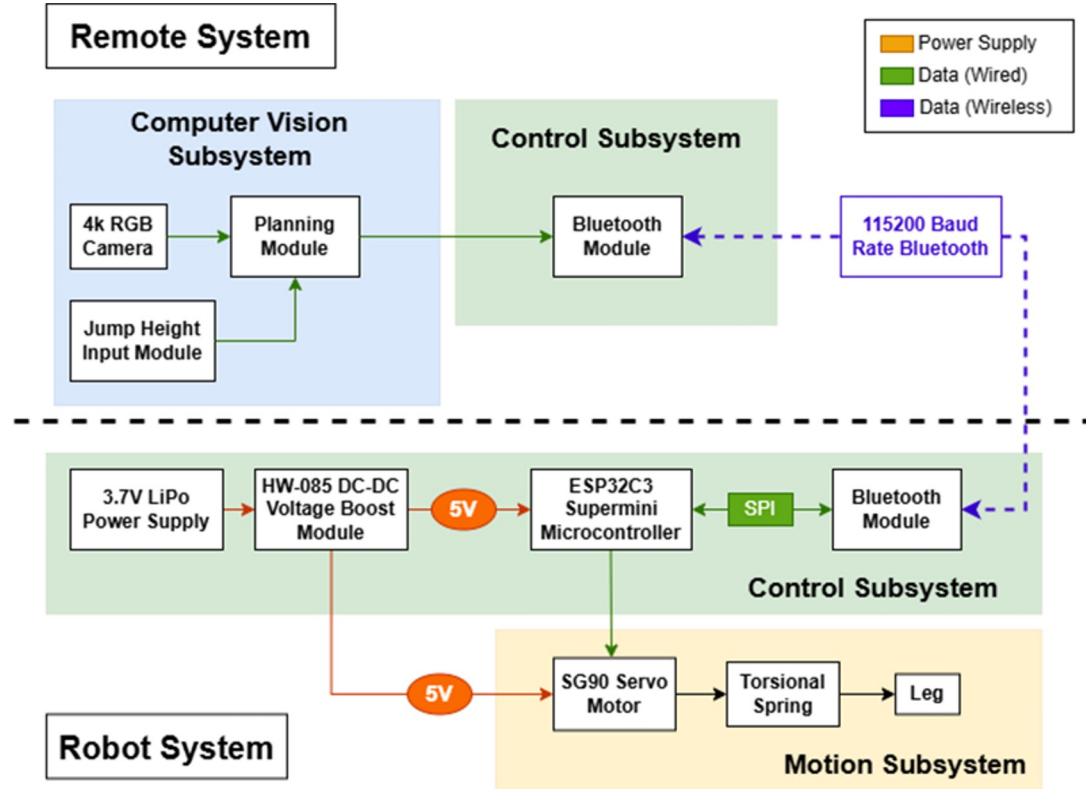 Remote System
Power Supply
Data (Wired)
Data (Wireless)
Computer Vision
Subsystem
4k RGB
Camera
Planning
Module
Jump Height
Input Module
Control Subsystem
Bluetooth
Module
115200 Baud
Rate Bluetooth
3.7V LiPo
Power Supply
HW-085 DC-DC
Voltage Boost
Module
5V
ESP32C3
Supermini
Microcontroller
SPI
Bluetooth
Module
Control Subsystem
5V
SG90 Servo
Motor
Torsional
Spring
Leg
Motion Subsystem
Robot System